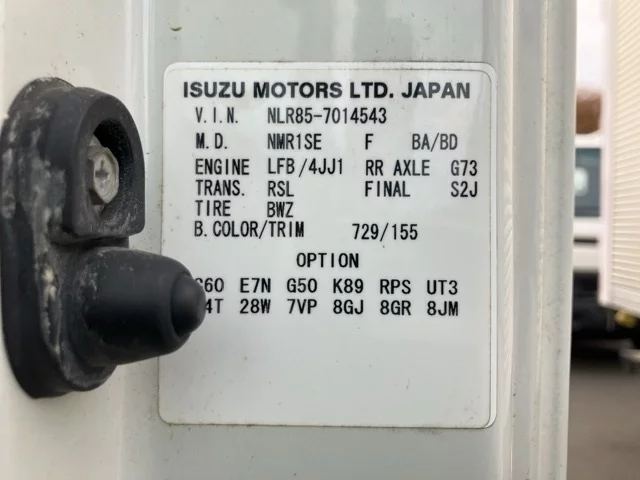 ISUZU MOTORS LTD. JAPAN
V.I.N. NLR85-7014543
M.D. NMR1SE F BA/BD
ENGINE LFB/4JJ1 RR AXLE G73
TRANS. RSL FINAL S2J
TIRE BWZ
B.COLOR/TRIM 729/155
OPTION
E7N G50 K89 RPS UT3
28W 7VP 8GJ 8GR 8JM